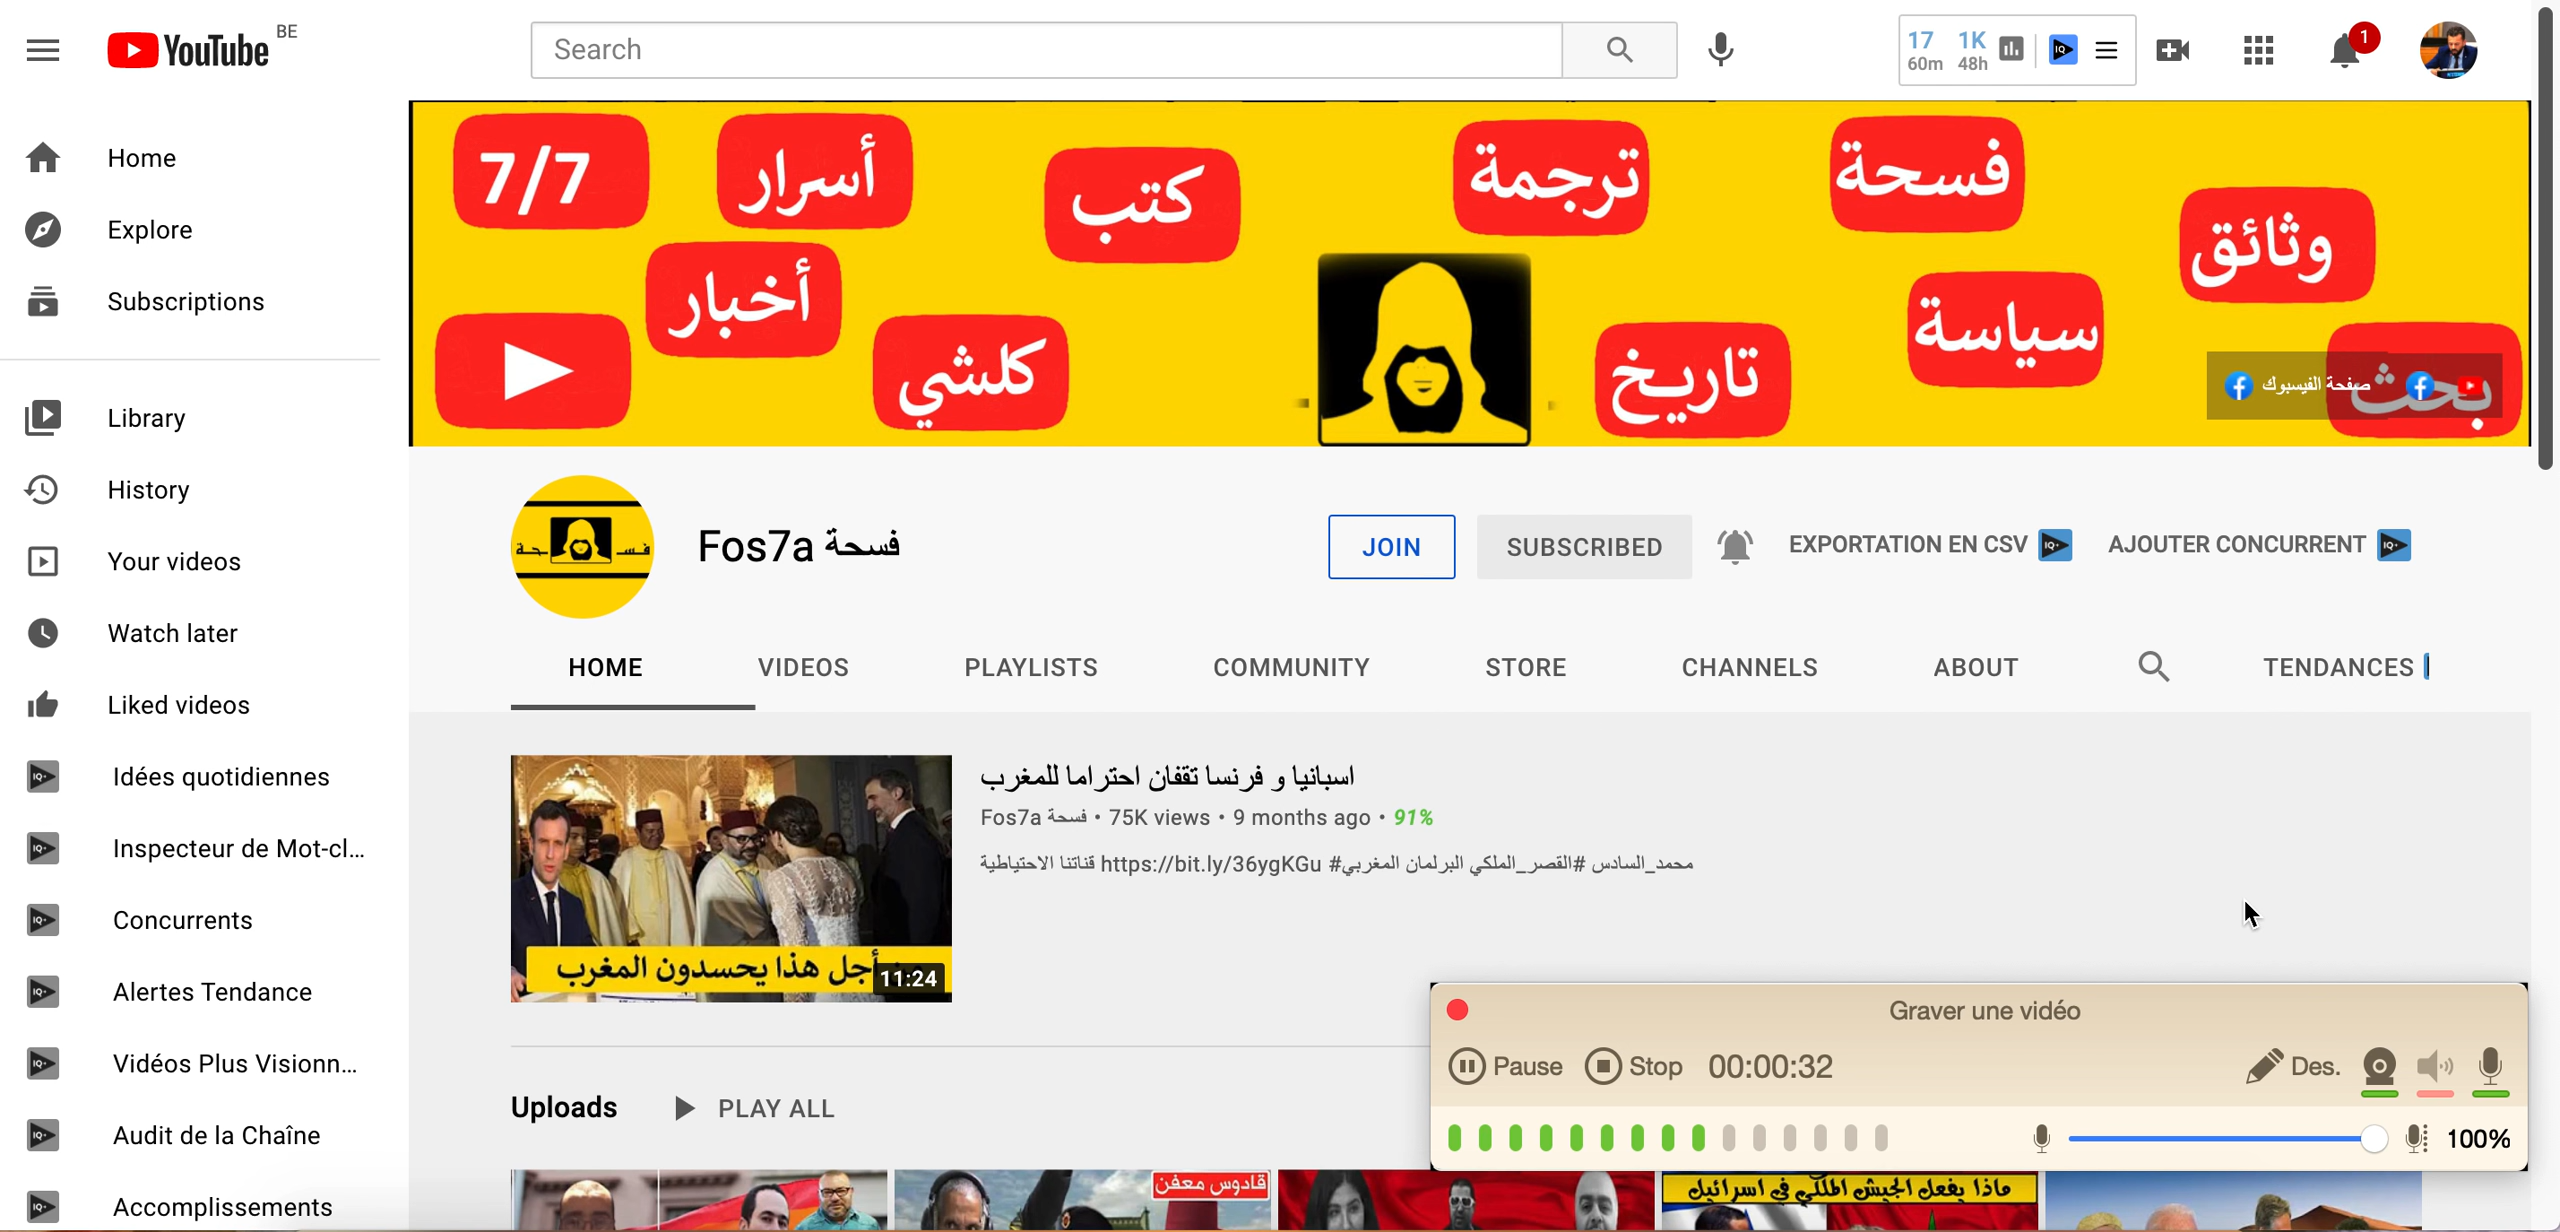 YouTube BE
Search
17 60m
1K 48h
IQ
1
Home
Explore
Subscriptions
Library
History
Your videos
Watch later
Liked videos
Idées quotidiennes
Inspecteur de Mot-cl...
Concurrents
Alertes Tendance
Vidéos Plus Visionn...
Audit de la Chaîne
Accomplissements
7/7
أسرار
كتب
ترجمة
فسحة
وثائق
أخبار
كلشي
تاريخ
سياسة
بحث
صفحة الفيسبوك
فسـ ـحـة
Fos7a فسحة
JOIN
SUBSCRIBED
EXPORTATION EN CSV
AJOUTER CONCURRENT
HOME
VIDEOS
PLAYLISTS
COMMUNITY
STORE
CHANNELS
ABOUT
TENDANCES
اسبانيا و فرنسا تقفان احتراما للمغرب
Fos7a فسحة • 75K views • 9 months ago • 91%
قناتنا الاحتياطية https://bit.ly/36ygKGu #محمد_السادس #القصر_الملكي البرلمان المغربي
أجل هذا يحسدون المغرب
11:24
Uploads
PLAY ALL
قادوس معفن
ماذا يفعل الجيش الملكي في اسرائيل
Graver une vidéo
Pause
Stop
00:00:32
Des.
100%